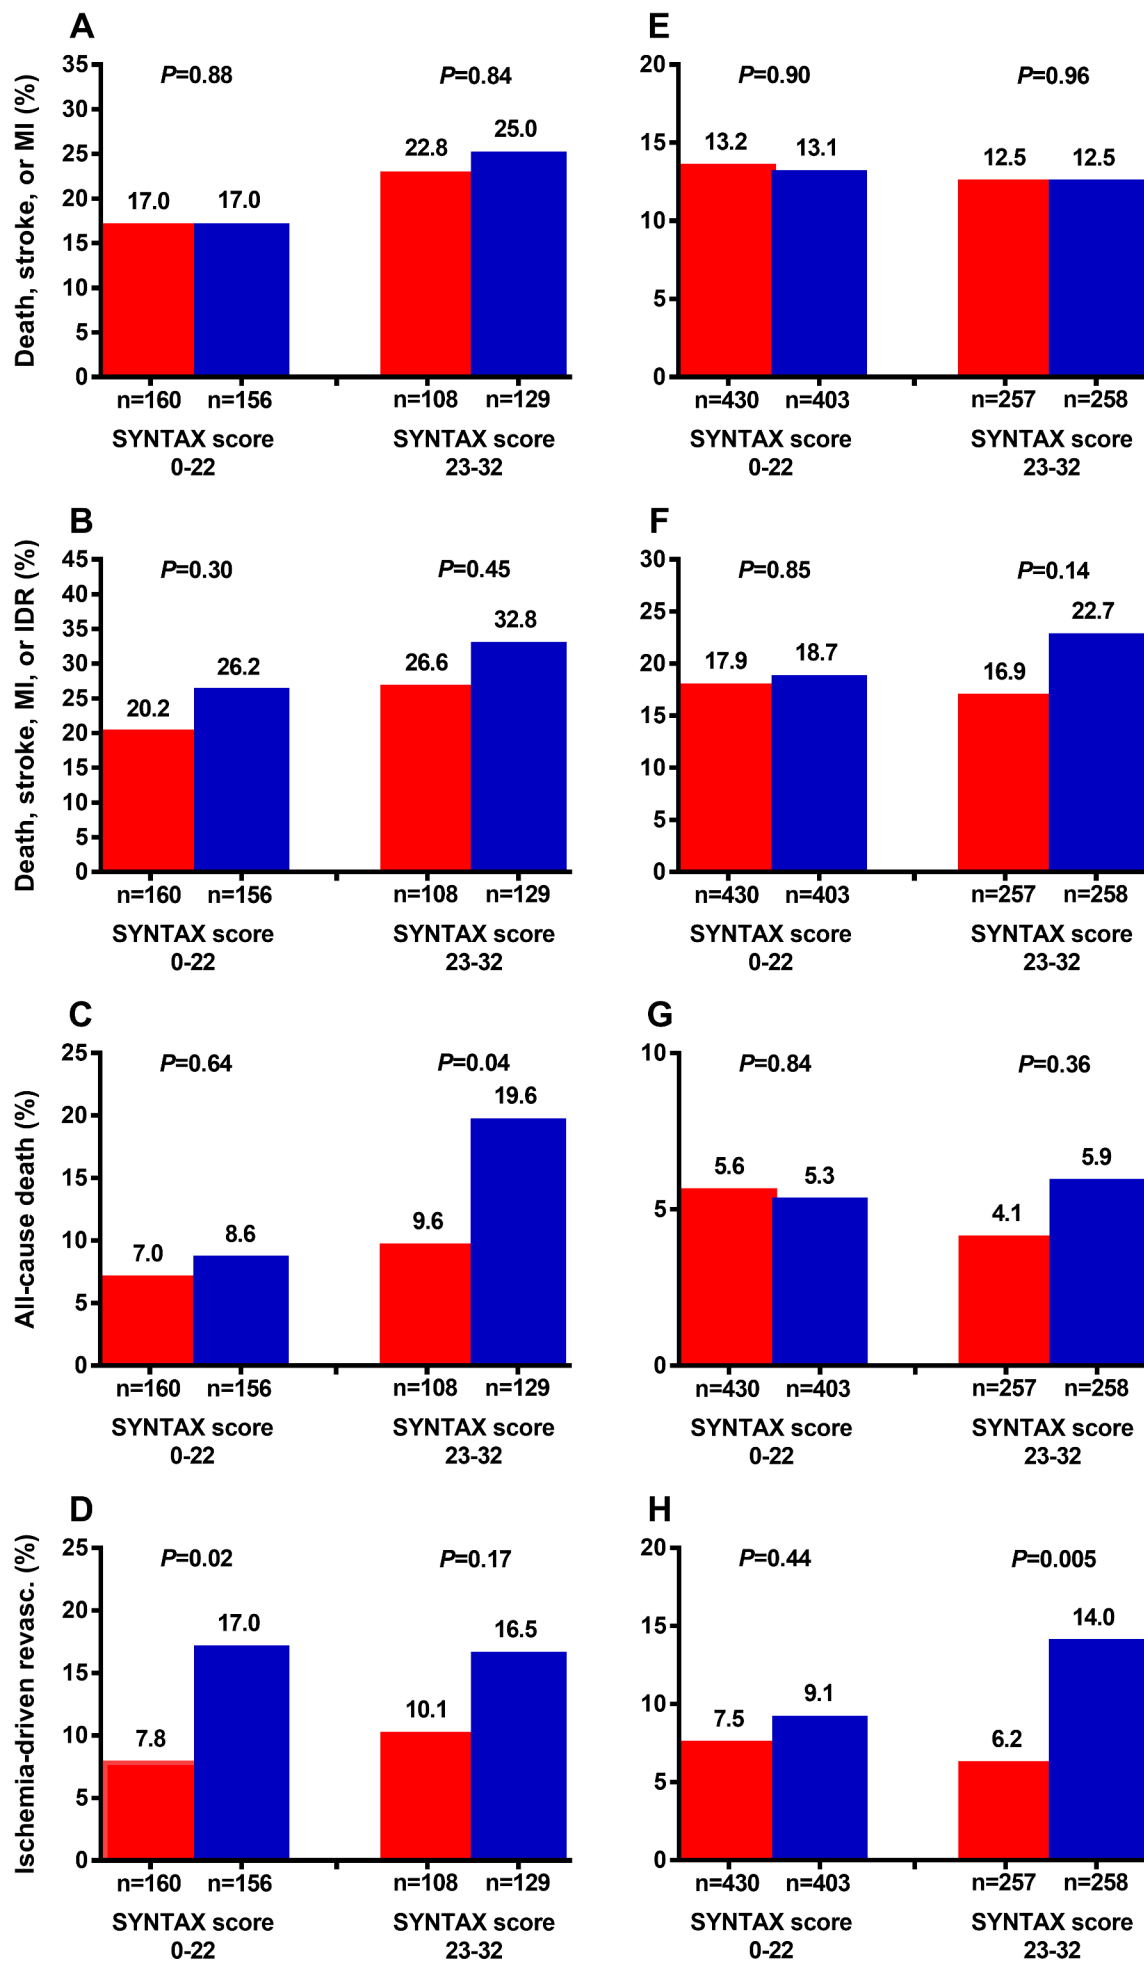 A
Death, stroke, or MI (%)
35
30
25
20
15
10
5
0
P=0.88
P=0.84
17.0
17.0
22.8
25.0
n=160
n=156
n=108
n=129
SYNTAX score
0-22
SYNTAX score
23-32
E
20
15
10
5
0
P=0.90
P=0.96
13.2
13.1
12.5
12.5
n=430
n=403
n=257
n=258
SYNTAX score
0-22
SYNTAX score
23-32
B
Death, stroke, MI, or IDR (%)
45
40
35
30
25
20
15
10
5
0
P=0.30
P=0.45
20.2
26.2
26.6
32.8
n=160
n=156
n=108
n=129
SYNTAX score
0-22
SYNTAX score
23-32
F
30
25
20
15
10
5
0
P=0.85
P=0.14
17.9
18.7
16.9
22.7
n=430
n=403
n=257
n=258
SYNTAX score
0-22
SYNTAX score
23-32
C
All-cause death (%)
25
20
15
10
5
0
P=0.64
P=0.04
7.0
8.6
9.6
19.6
n=160
n=156
n=108
n=129
SYNTAX score
0-22
SYNTAX score
23-32
G
10
5
0
P=0.84
P=0.36
5.6
5.3
4.1
5.9
n=430
n=403
n=257
n=258
SYNTAX score
0-22
SYNTAX score
23-32
D
Ischemia-driven revasc. (%)
25
20
15
10
5
0
P=0.02
P=0.17
7.8
17.0
10.1
16.5
n=160
n=156
n=108
n=129
SYNTAX score
0-22
SYNTAX score
23-32
H
20
15
10
5
0
P=0.44
P=0.005
7.5
9.1
6.2
14.0
n=430
n=403
n=257
n=258
SYNTAX score
0-22
SYNTAX score
23-32